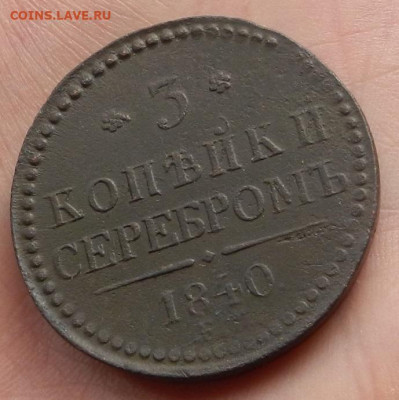 COINS.LAVE.RU
3
КОПѢЙКИ
СЕРЕБРОМЪ
1840